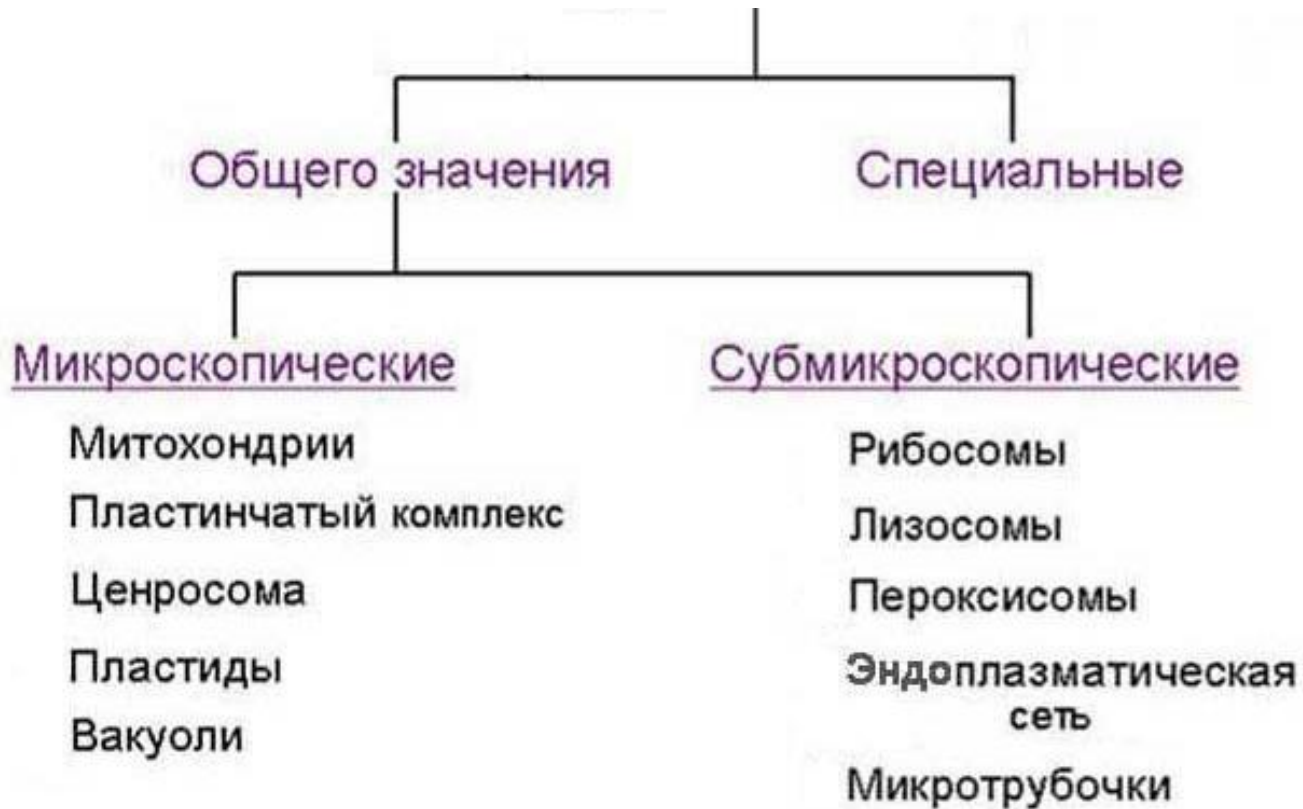 Общего значения
Специальные
Микроскопические
Митохондрии
Пластинчатый комплекс
Ценросома
Пластиды
Вакуоли
Субмикроскопические
Рибосомы
Лизосомы
Пероксисомы
Эндоплазматическая
сеть
Микротрубочки